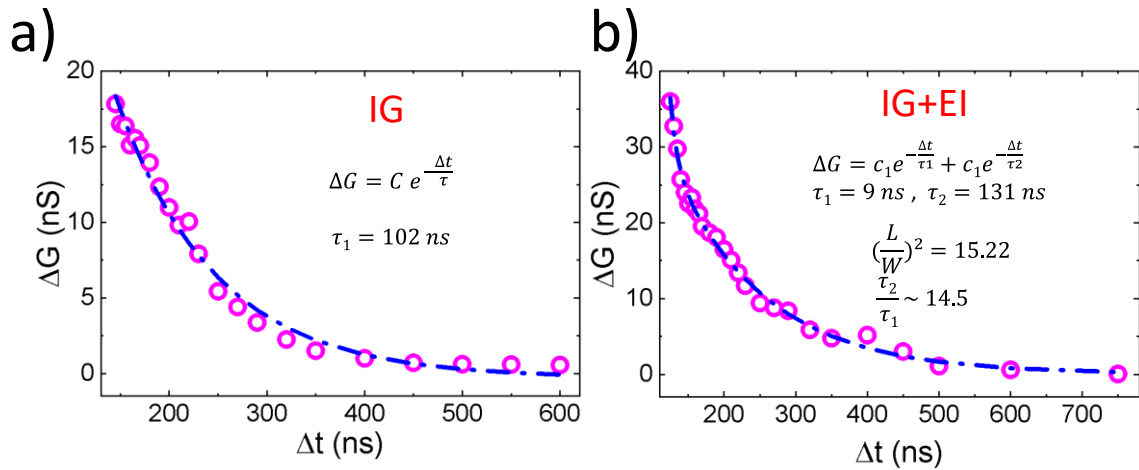 a)
IG
ΔG = C e^{-Δt/τ}
τ₁ = 102 ns
ΔG (nS)
20
15
10
5
0
200 300 400 500 600
Δt (ns)
b)
IG+EI
ΔG = c₁e^{-Δt/τ1} + c₁e^{-Δt/τ2}
τ₁ = 9 ns , τ₂ = 131 ns
(L/W)² = 15.22
τ₂/τ₁ ~ 14.5
ΔG (nS)
40
30
20
10
0
200 300 400 500 600 700
Δt (ns)